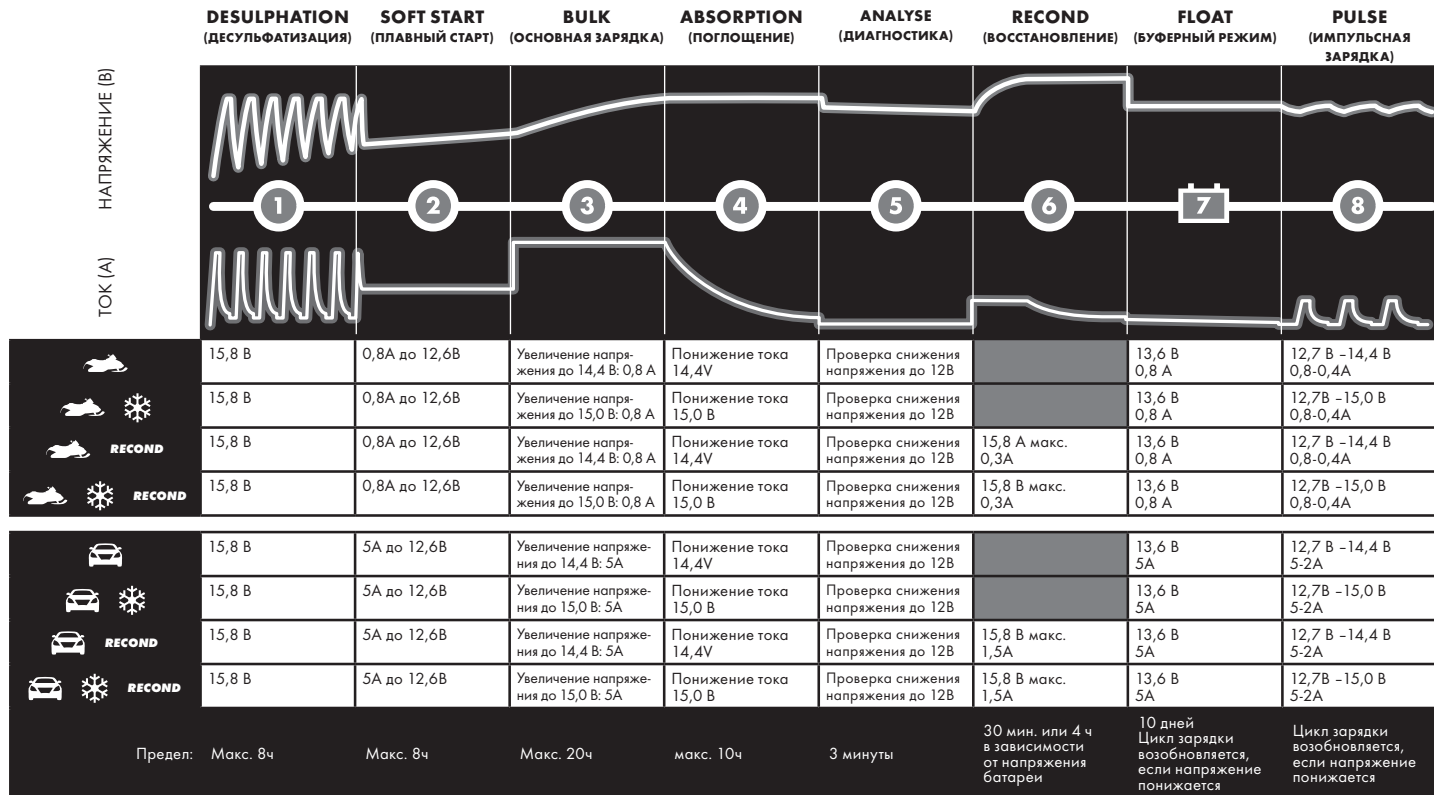 DESULPHATION SOFT START BULK ABSORPTION ANALYSE RECOND FLOAT PULSE
(ДЕСУЛЬФАТИЗАЦИЯ) (ПЛАВНЫЙ СТАРТ) (ОСНОВНАЯ ЗАРЯДКА) (ПОГЛОЩЕНИЕ) (ДИАГНОСТИКА) (ВОССТАНОВЛЕНИЕ) (БУФЕРНЫЙ РЕЖИМ) (ИМПУЛЬСНАЯ
ЗАРЯДКА)
НАПРЯЖЕНИЕ (В)
1 2 3 4 5 6 7 8
ТОК (А)
15,8 В 0,8А до 12,6В Увеличение напря- Понижение тока Проверка снижения 13,6 В 12,7 В –14,4 В
жения до 14,4 В: 0,8 А 14,4V напряжения до 12В 0,8 А 0,8-0,4А
15,8 В 0,8А до 12,6В Увеличение напря- Понижение тока Проверка снижения 13,6 В 12,7В –15,0 В
жения до 15,0 В: 0,8 А 15,0 В напряжения до 12В 0,8 А 0,8-0,4А
RECOND 15,8 В 0,8А до 12,6В Увеличение напря- Понижение тока Проверка снижения 15,8 А макс. 13,6 В 12,7 В –14,4 В
жения до 14,4 В: 0,8 А 14,4V напряжения до 12В 0,3А 0,8 А 0,8-0,4А
RECOND 15,8 В 0,8А до 12,6В Увеличение напря- Понижение тока Проверка снижения 15,8 В макс. 13,6 В 12,7В –15,0 В
жения до 15,0 В: 0,8 А 15,0 В напряжения до 12В 0,3А 0,8 А 0,8-0,4А
15,8 В 5А до 12,6В Увеличение напряже- Понижение тока Проверка снижения 13,6 В 12,7 В –14,4 В
ния до 14,4 В: 5А 14,4V напряжения до 12В 5А 5-2А
15,8 В 5А до 12,6В Увеличение напряже- Понижение тока Проверка снижения 13,6 В 12,7В –15,0 В
ния до 15,0 В: 5А 15,0 В напряжения до 12В 5А 5-2А
RECOND 15,8 В 5А до 12,6В Увеличение напряже- Понижение тока Проверка снижения 15,8 В макс. 13,6 В 12,7 В –14,4 В
ния до 14,4 В: 5А 14,4V напряжения до 12В 1,5А 5А 5-2А
RECOND 15,8 В 5А до 12,6В Увеличение напряже- Понижение тока Проверка снижения 15,8 В макс. 13,6 В 12,7В –15,0 В
ния до 15,0 В: 5А 15,0 В напряжения до 12В 1,5А 5А 5-2А
Предел: Макс. 8ч Макс. 8ч Макс. 20ч макс. 10ч 3 минуты
30 мин. или 4 ч
в зависимости
от напряжения
батареи
10 дней
Цикл зарядки
возобновляется,
если напряжение
понижается
Цикл зарядки
возобновляется,
если напряжение
понижается